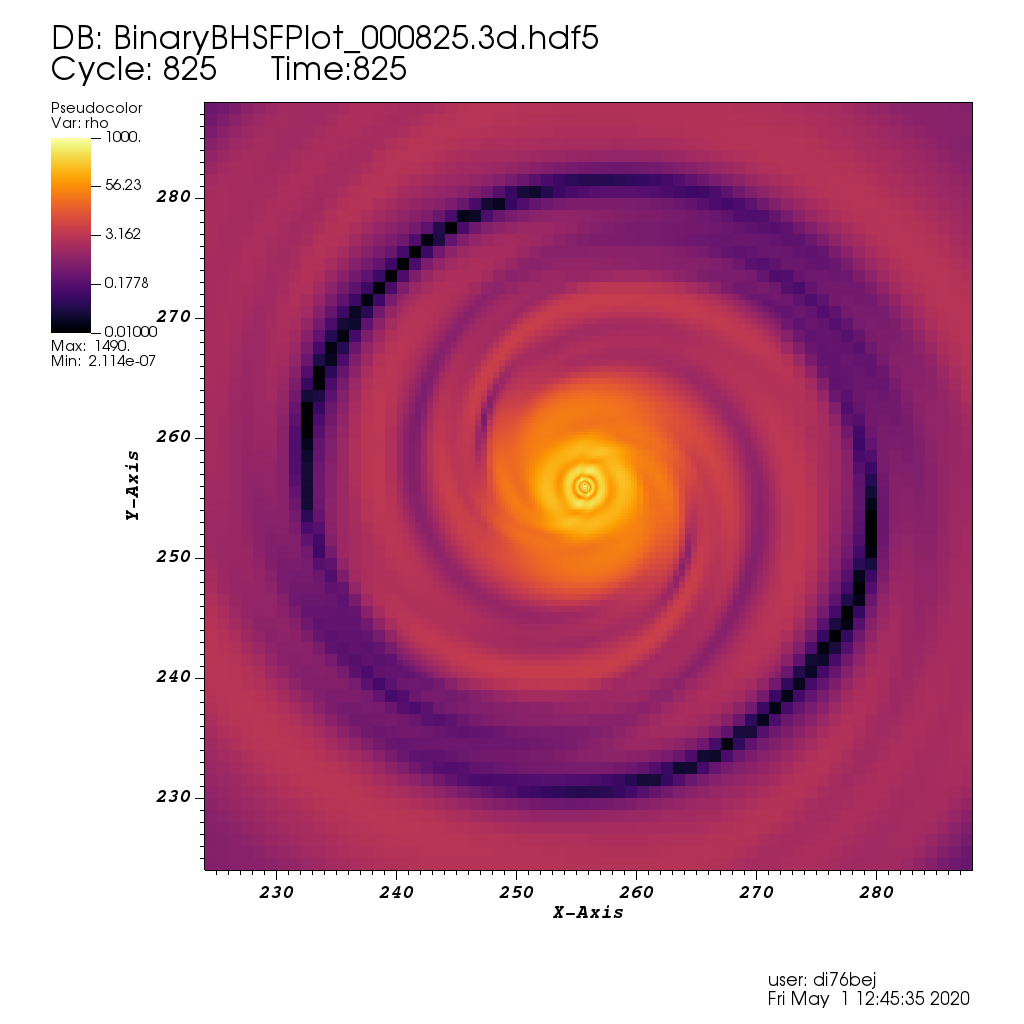 DB: BinaryBHSFPlot_000825.3d.hdf5
Cycle: 825 Time:825
Pseudocolor
Var: rho
1000.
56.23
3.162
0.1778
0.01000
Max: 1490.
Min: 2.114e-07
280
270
260
250
240
230
Y-Axis
230 240 250 260 270 280
X-Axis
user: di76bej
Fri May 1 12:45:35 2020